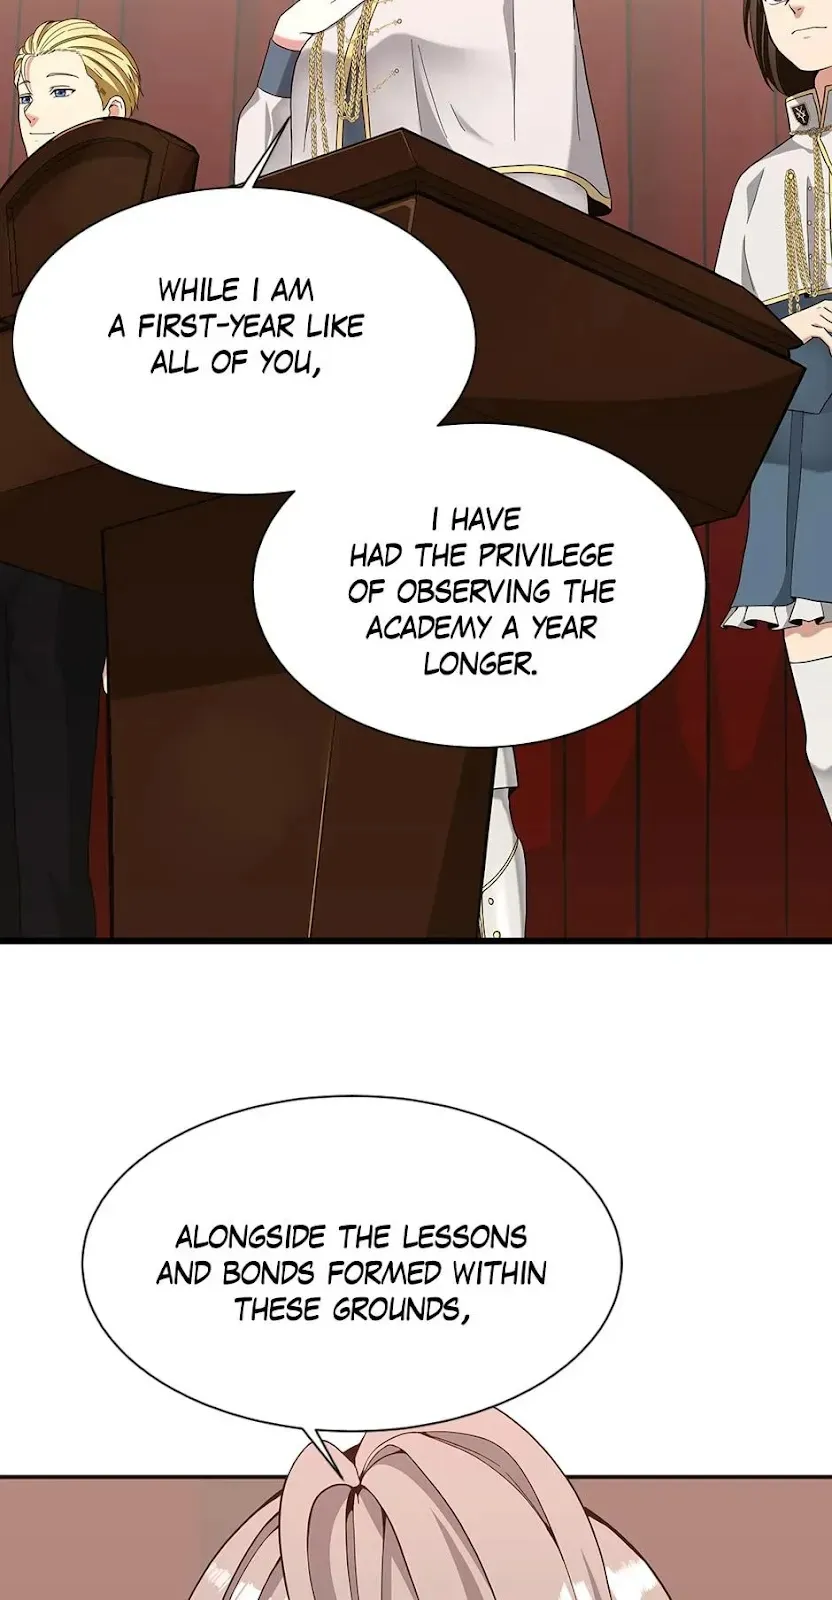 WHILE I AM
A FIRST-YEAR LIKE
ALL OF YOU,
I HAVE
HAD THE PRIVILEGE
OF OBSERVING THE
ACADEMY A YEAR
LONGER.
ALONGSIDE THE LESSONS
AND BONDS FORMED WITHIN
THESE GROUNDS,